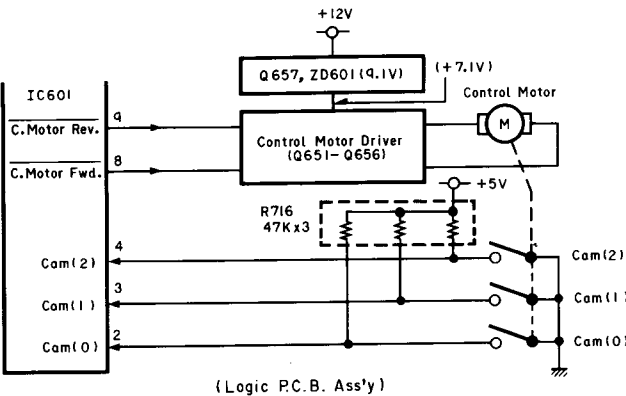 +12V
Q657, ZD601(9.1V)
(+7.1V)
IC601
Control Motor
9
C.Motor Rev.
M
Control Motor Driver
(Q651-Q656)
8
C.Motor Fwd.
+5V
R716
47Kx3
4
Cam(2)
Cam(2)
3
Cam(1)
Cam(1)
2
Cam(0)
Cam(0)
(Logic P.C.B. Ass'y)